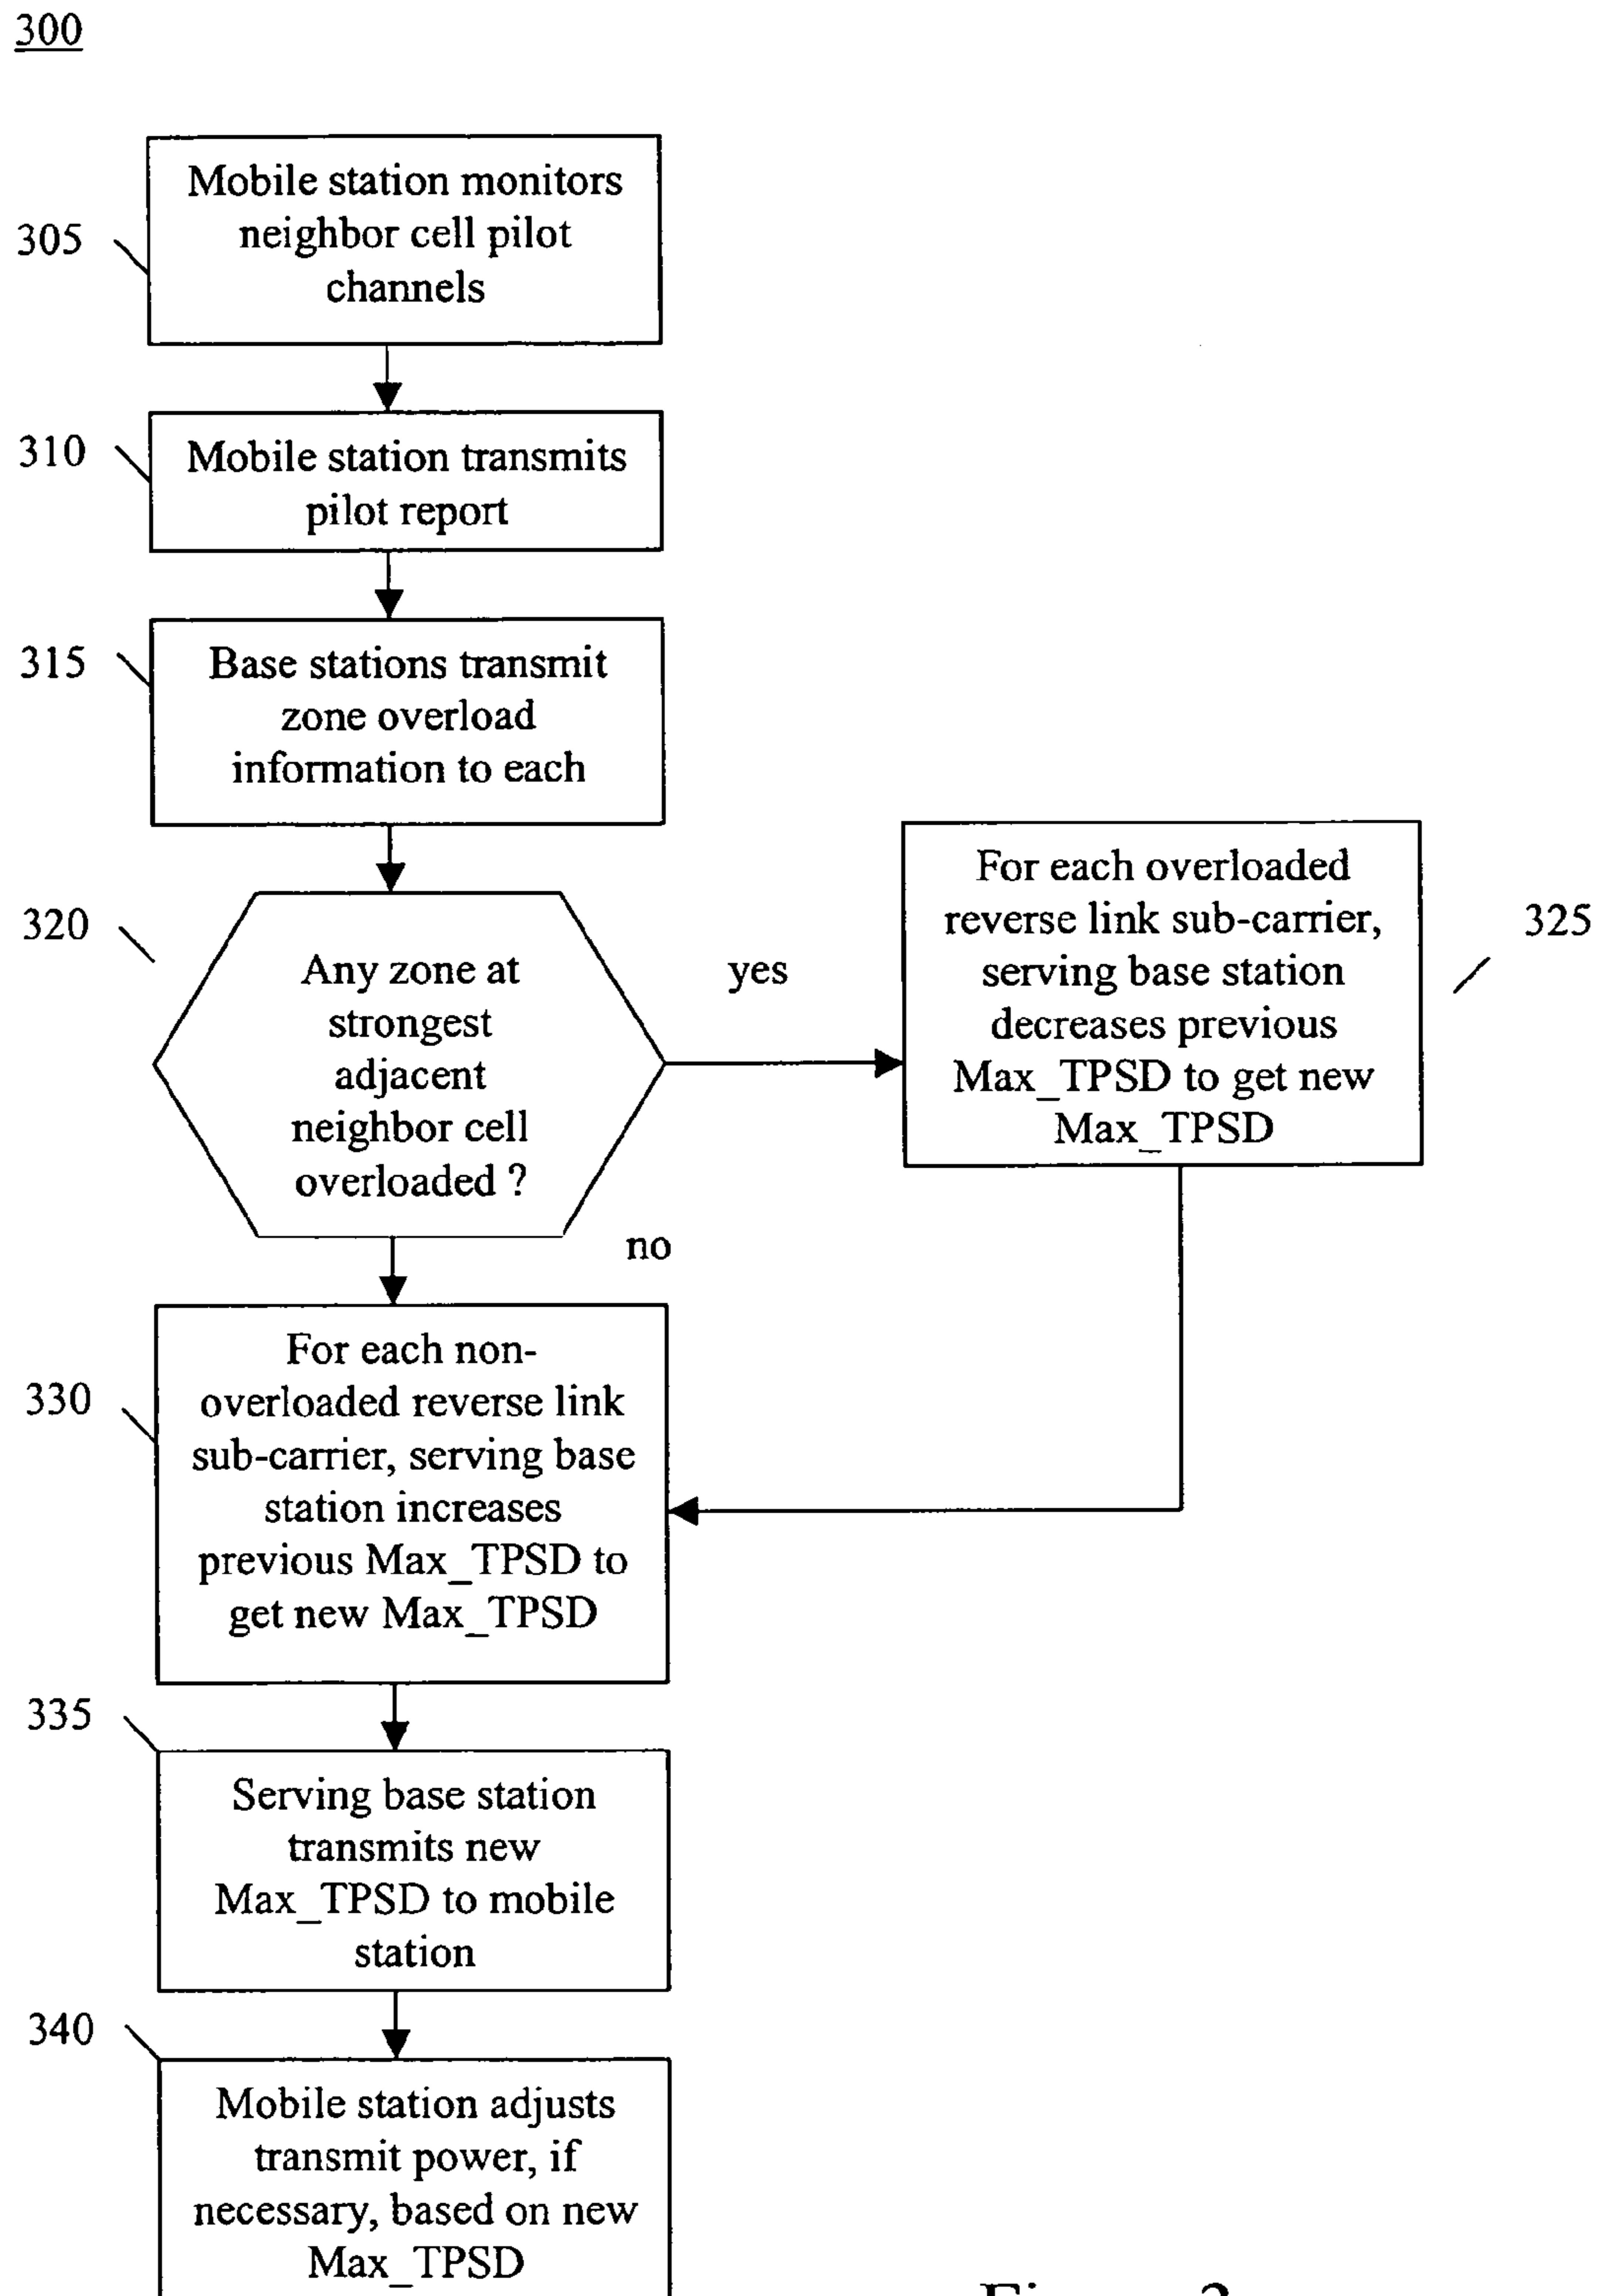 300
305
Mobile station monitors
neighbor cell pilot
channels
310
Mobile station transmits
pilot report
315
Base stations transmit
zone overload
information to each
320
Any zone at
strongest
adjacent
neighbor cell
overloaded ?
yes
no
For each overloaded
reverse link sub-carrier,
serving base station
decreases previous
Max_TPSD to get new
Max_TPSD
325
330
For each non-
overloaded reverse link
sub-carrier, serving base
station increases
previous Max_TPSD to
get new Max_TPSD
335
Serving base station
transmits new
Max_TPSD to mobile
station
340
Mobile station adjusts
transmit power, if
necessary, based on new
Max_TPSD